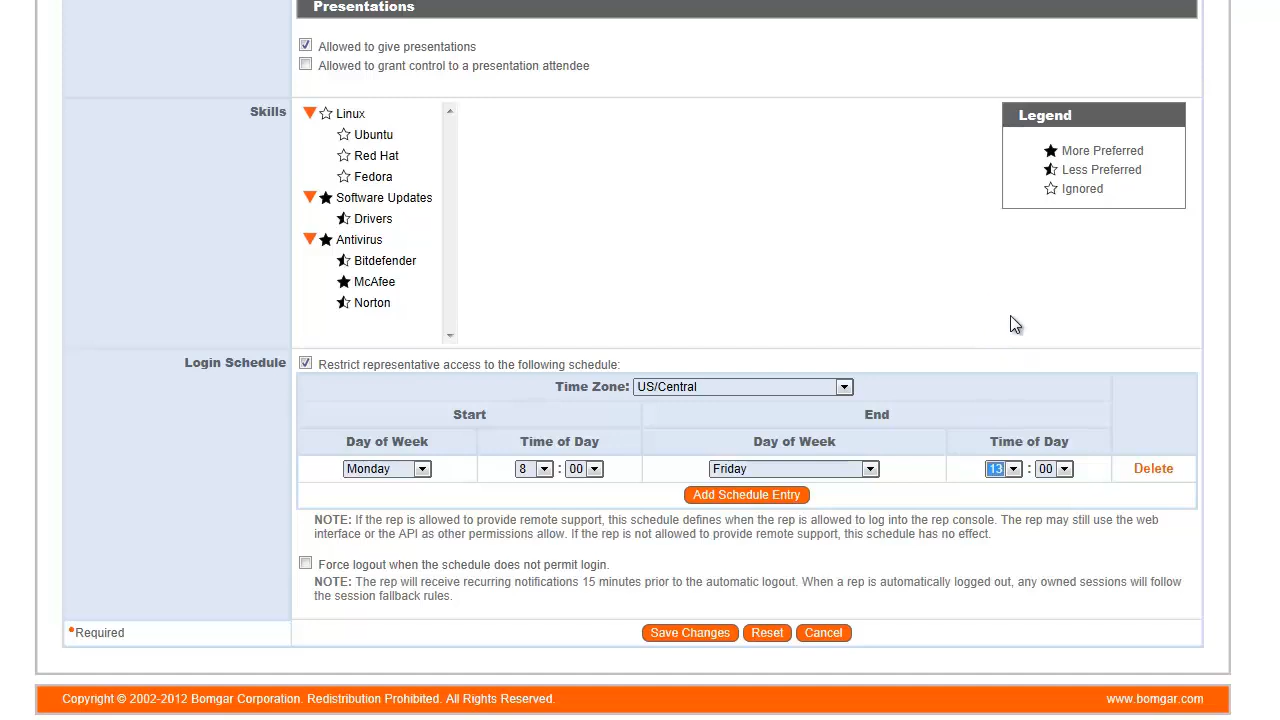 Presentations
Allowed to give presentations
Allowed to grant control to a presentation attendee
Skills
Linux
Ubuntu
Red Hat
Fedora
Software Updates
Drivers
Antivirus
Bitdefender
McAfee
Norton
Legend
More Preferred
Less Preferred
Ignored
Login Schedule
Restrict representative access to the following schedule:
Time Zone: US/Central
Start End
Day of Week Time of Day Day of Week Time of Day
Monday 8 : 00 Friday 13 : 00 Delete
Add Schedule Entry
NOTE: If the rep is allowed to provide remote support, this schedule defines when the rep is allowed to log into the rep console. The rep may still use the web
interface or the API as other permissions allow. If the rep is not allowed to provide remote support, this schedule has no effect.
Force logout when the schedule does not permit login.
NOTE: The rep will receive recurring notifications 15 minutes prior to the automatic logout. When a rep is automatically logged out, any owned sessions will follow
the session fallback rules.
*Required
Save Changes Reset Cancel
Copyright © 2002-2012 Bomgar Corporation. Redistribution Prohibited. All Rights Reserved. www.bomgar.com